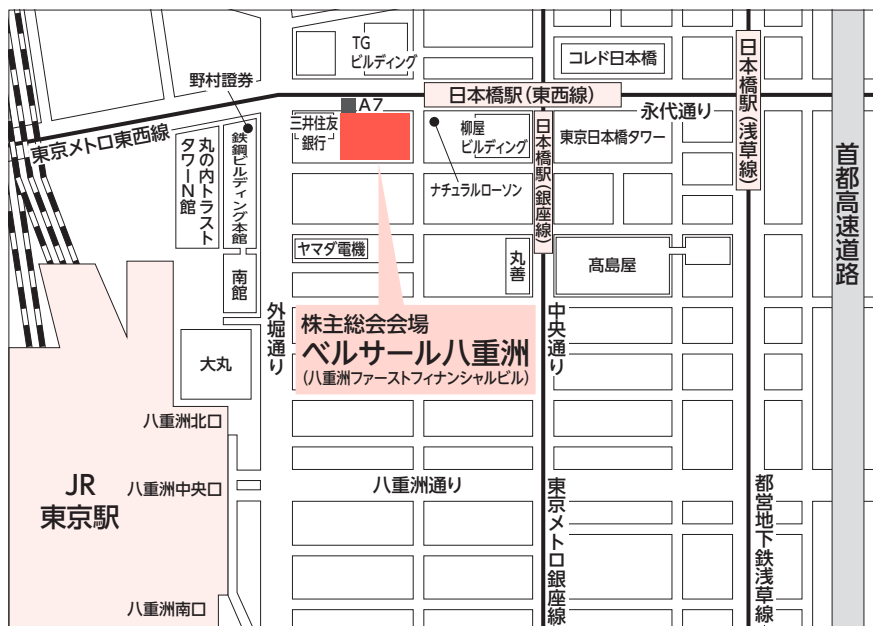 TG
ビルディング
コレド日本橋
野村證券
日本橋駅(東西線)
日本橋駅(浅草線)
A7
永代通り
東京メトロ東西線
三井住友
銀行
柳屋
ビルディング
日本橋駅(銀座線)
東京日本橋タワー
首都高速道路
丸の内トラスト
タワーN館
鉄鋼ビルディング本館
ナチュラルローソン
ヤマダ電機
丸善
髙島屋
南館
外堀通り
中央通り
株主総会会場
ベルサール八重洲
(八重洲ファーストフィナンシャルビル)
大丸
八重洲北口
JR
東京駅
八重洲中央口
八重洲通り
東京メトロ銀座線
都営地下鉄浅草線
八重洲南口